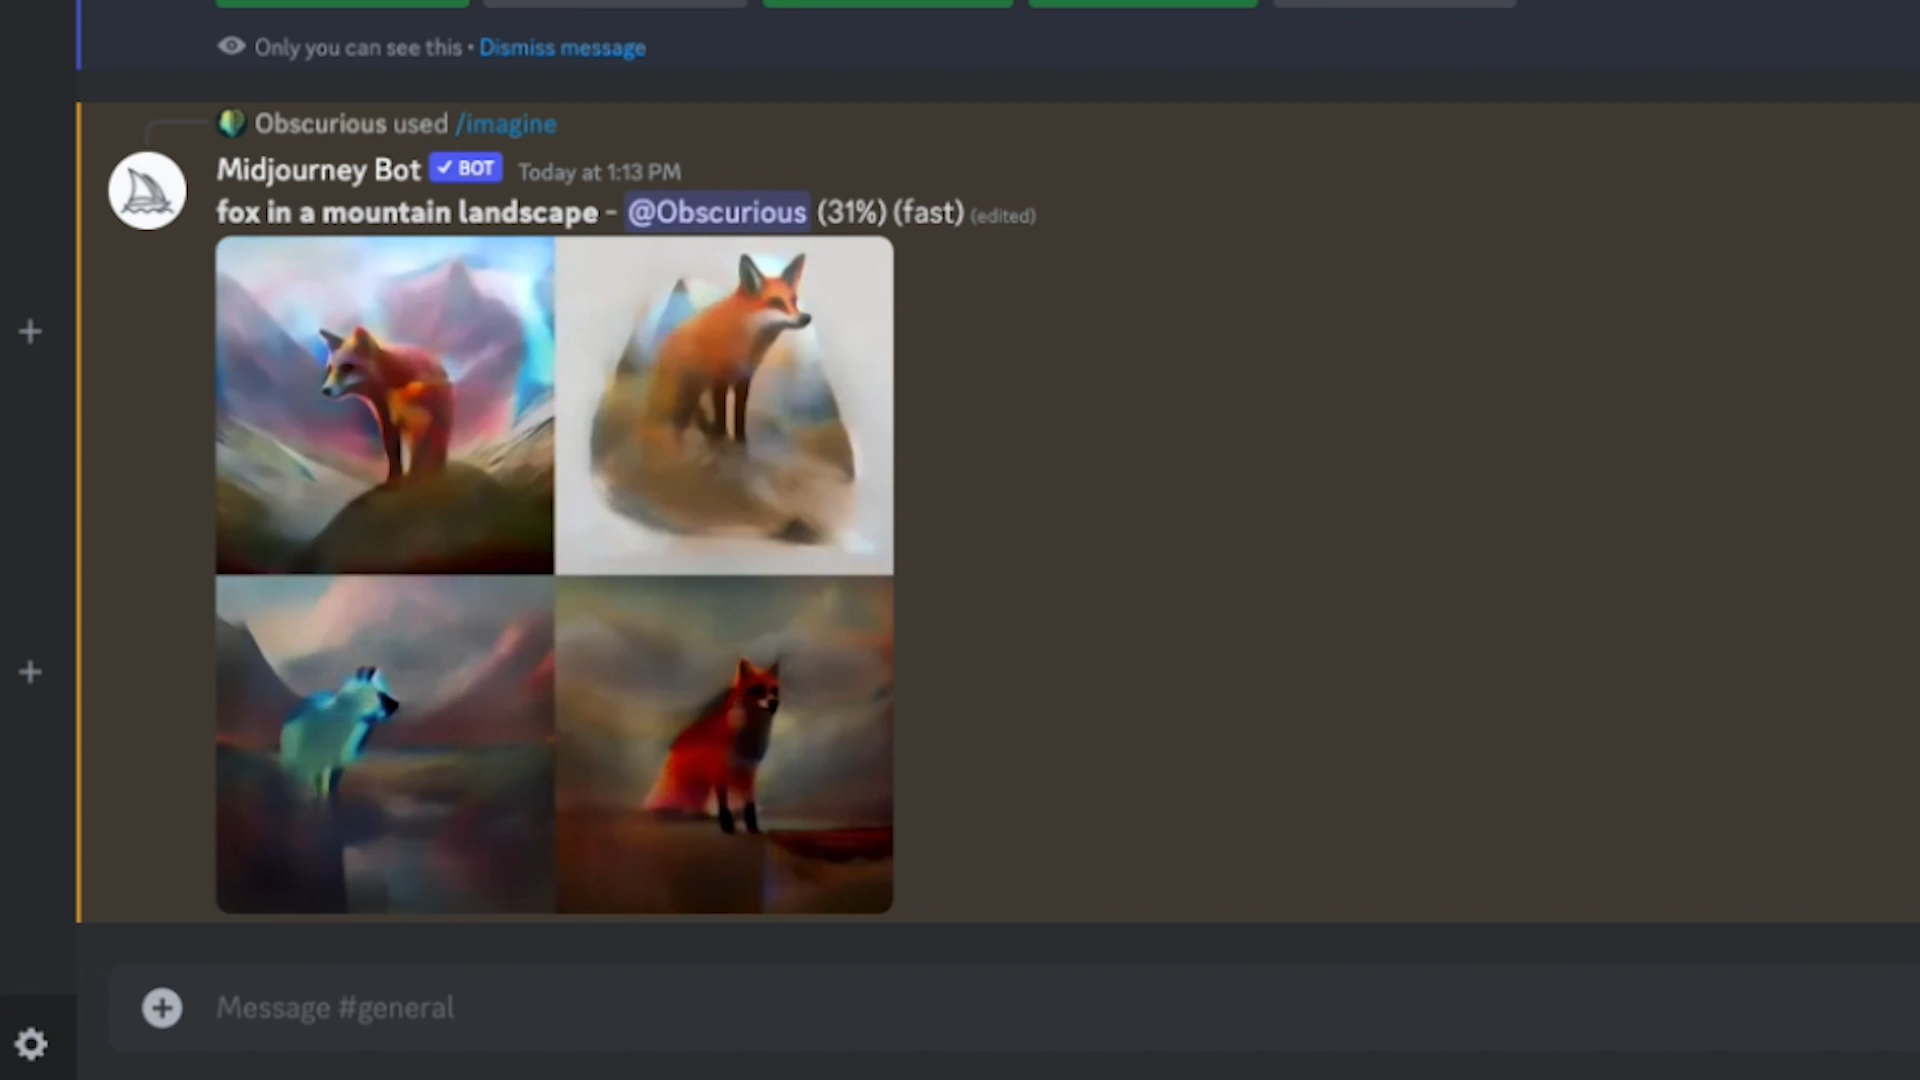 Only you can see this • Dismiss message
Obscurious used /imagine
Midjourney Bot ✓ BOT Today at 1:13 PM
fox in a mountain landscape - @Obscurious (31%) (fast) (edited)
Message #general